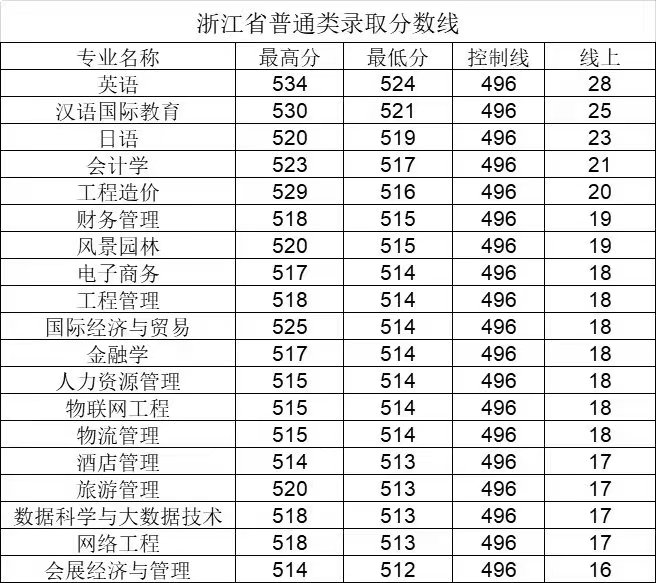 浙江省普通类录取分数线
专业名称 最高分 最低分 控制线 线上
英语 534 524 496 28
汉语国际教育 530 521 496 25
日语 520 519 496 23
会计学 523 517 496 21
工程造价 529 516 496 20
财务管理 518 515 496 19
风景园林 520 515 496 19
电子商务 517 514 496 18
工程管理 518 514 496 18
国际经济与贸易 525 514 496 18
金融学 517 514 496 18
人力资源管理 515 514 496 18
物联网工程 515 514 496 18
物流管理 515 514 496 18
酒店管理 514 513 496 17
旅游管理 520 513 496 17
数据科学与大数据技术 518 513 496 17
网络工程 518 513 496 17
会展经济与管理 514 512 496 16